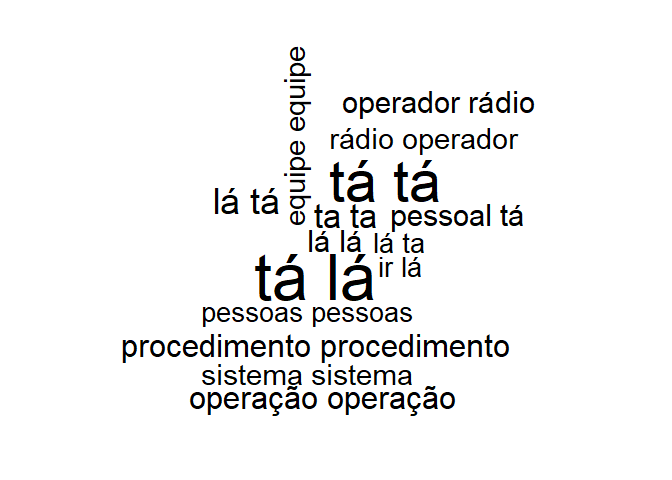 equipe equipe
operador rádio
rádio operador
tá tá
lá tá
ta ta
pessoal tá
lá lá
lá ta
ir lá
tá lá
pessoas pessoas
procedimento procedimento
sistema sistema
operação operação